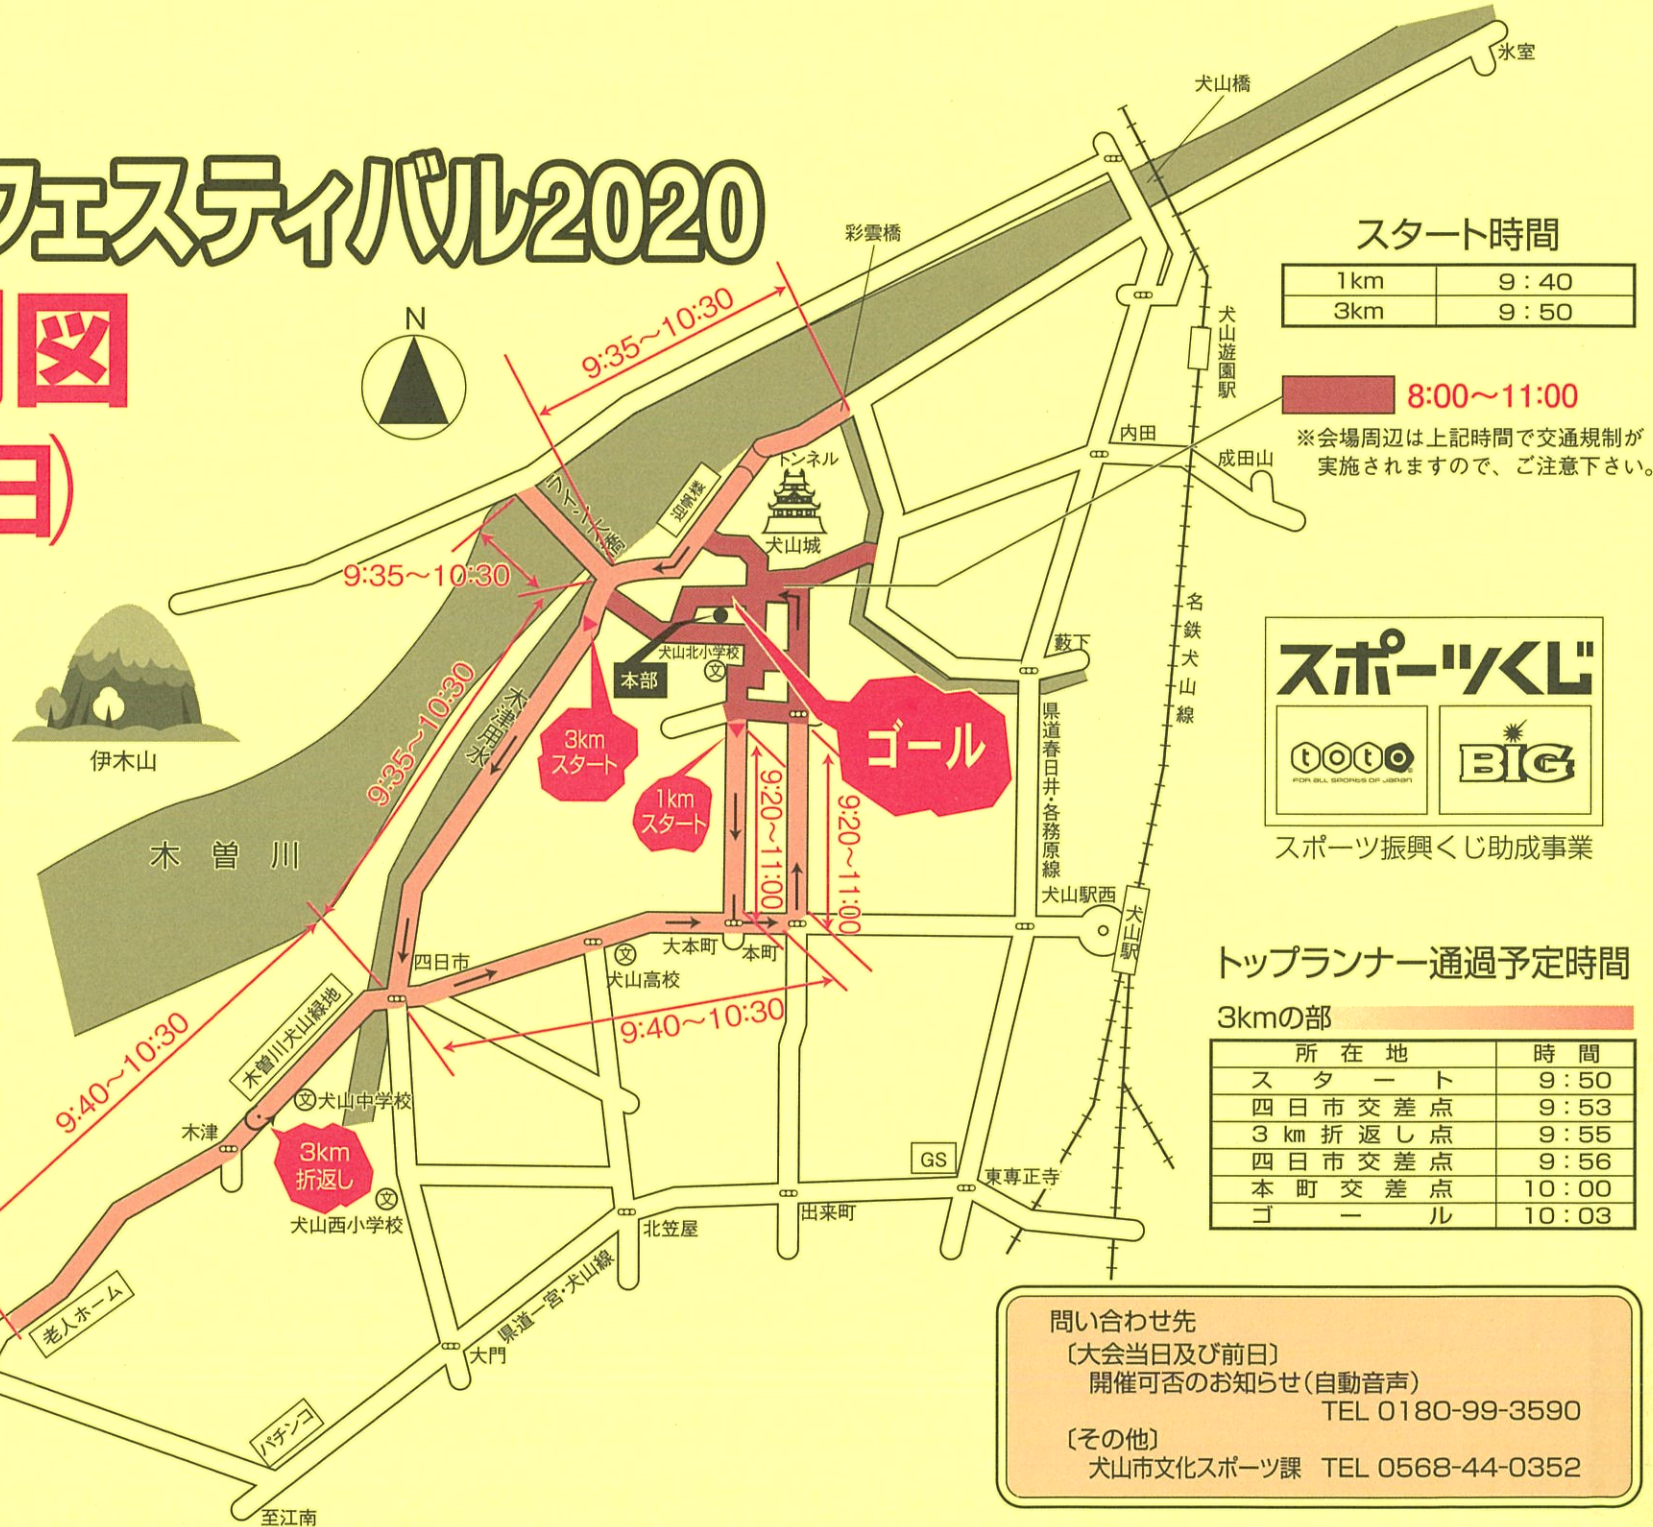 フェスティバル2020
図
日)
N
スタート時間
1km 9：40
3km 9：50
8:00〜11:00
※会場周辺は上記時間で交通規制が
実施されますので、ご注意下さい。
氷室
犬山橋
彩雲橋
犬山遊園駅
内田
成田山
9:35〜10:30
トンネル
犬山城
迎帆楼
ライン大橋
9:35〜10:30
9:35〜10:30
伊木山
木曽川
木津用水
犬山北小学校
文
本部
3km
スタート
1km
スタート
ゴール
薮下
名鉄犬山線
県道春日井・各務原線
9:20〜11:00
9:20〜11:00
犬山駅西
犬山駅
スポーツくじ
toto
FOR ALL SPORTS OF JAPAN
BIG
スポーツ振興くじ助成事業
四日市
大本町
本町
文
犬山高校
9:40〜10:30
9:40〜10:30
木曽川犬山緑地
文犬山中学校
木津
3km
折返し
文
犬山西小学校
老人ホーム
GS
東専正寺
出来町
北笠屋
県道一宮・犬山線
大門
パチンコ
至江南
トップランナー通過予定時間
3kmの部
所在地 時間
スタート 9：50
四日市交差点 9：53
3km折返し点 9：55
四日市交差点 9：56
本町交差点 10：00
ゴール 10：03
問い合わせ先
〔大会当日及び前日〕
開催可否のお知らせ(自動音声)
TEL 0180-99-3590
〔その他〕
犬山市文化スポーツ課 TEL 0568-44-0352